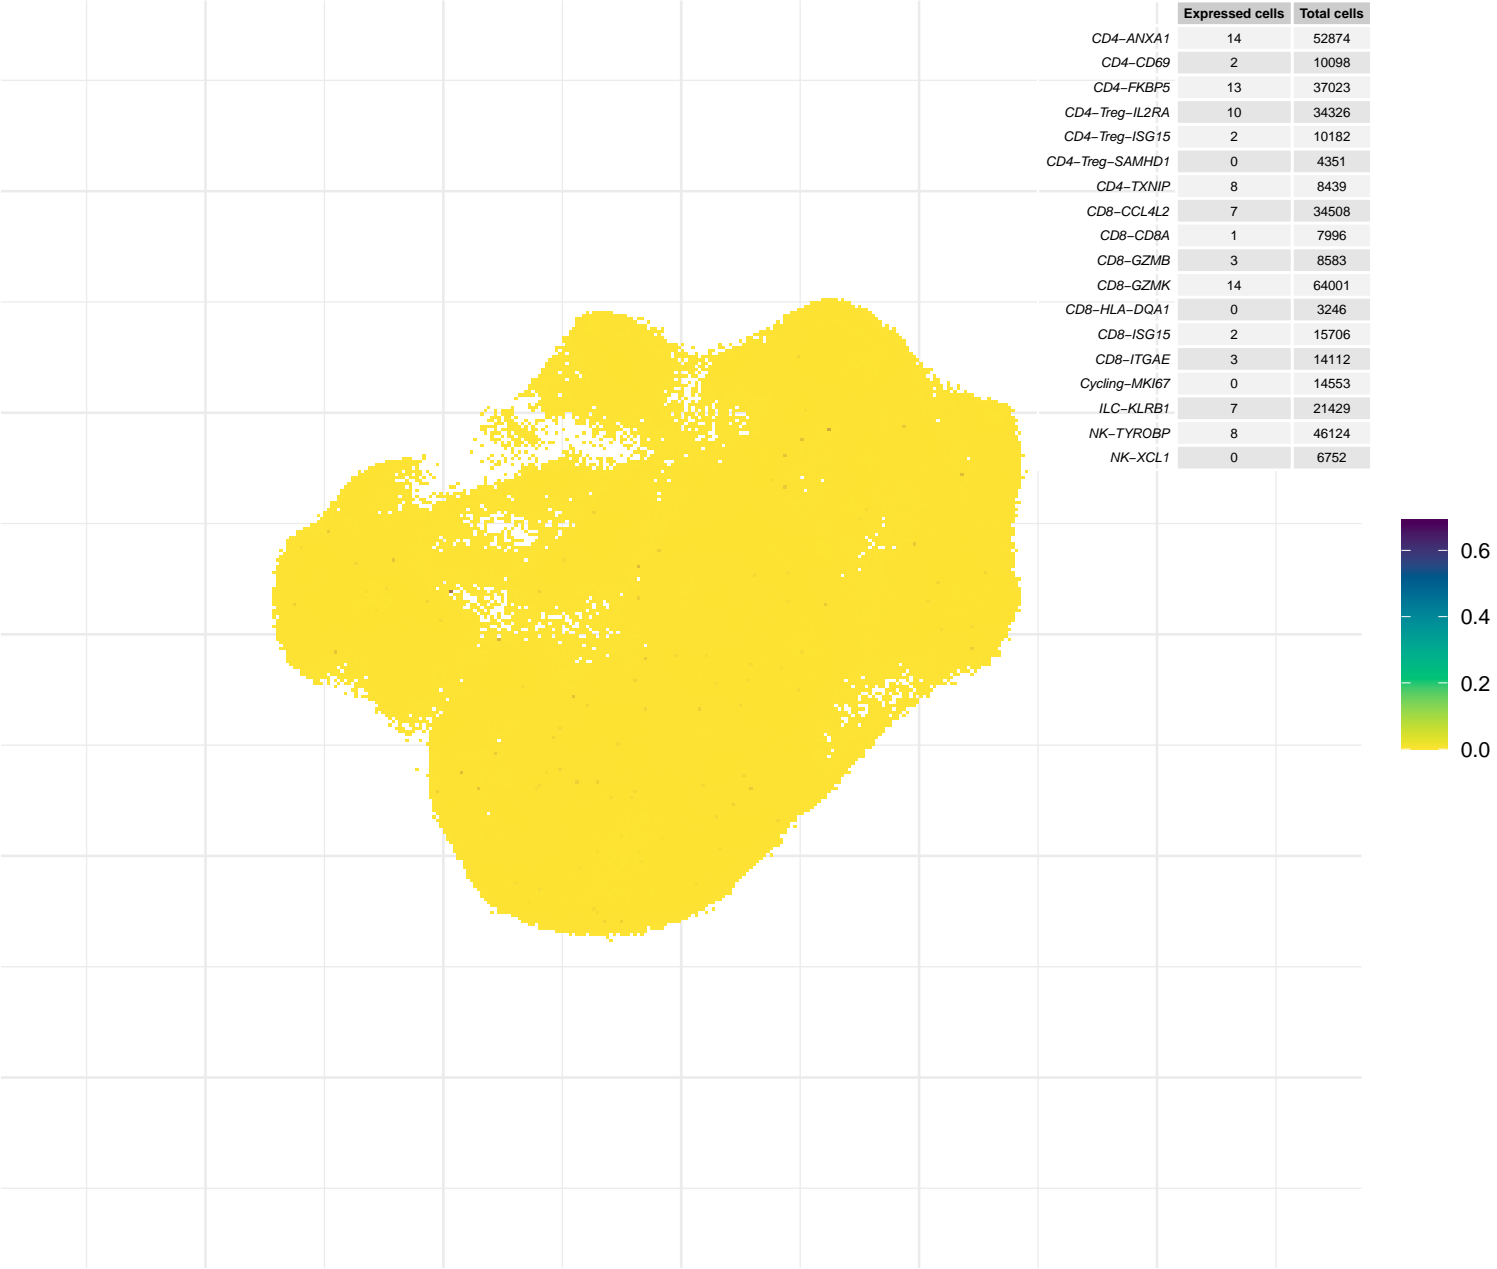 Expressed cells Total cells
CD4−ANXA1 14 52874
CD4−CD69 2 10098
CD4−FKBP5 13 37023
CD4−Treg−IL2RA 10 34326
CD4−Treg−ISG15 2 10182
CD4−Treg−SAMHD1 0 4351
CD4−TXNIP 8 8439
CD8−CCL4L2 7 34508
CD8−CD8A 1 7996
CD8−GZMB 3 8583
CD8−GZMK 14 64001
CD8−HLA−DQA1 0 3246
CD8−ISG15 2 15706
CD8−ITGAE 3 14112
Cycling−MKI67 0 14553
ILC−KLRB1 7 21429
NK−TYROBP 8 46124
NK−XCL1 0 6752
0.6
0.4
0.2
0.0